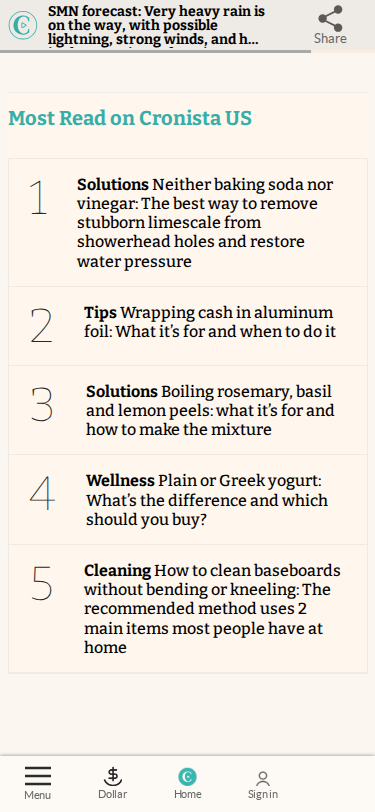 SMN forecast: Very heavy rain is
on the way, with possible
lightning, strong winds, and h...
Share
Most Read on Cronista US
1
Solutions Neither baking soda nor
vinegar: The best way to remove
stubborn limescale from
showerhead holes and restore
water pressure
2
Tips Wrapping cash in aluminum
foil: What it's for and when to do it
3
Solutions Boiling rosemary, basil
and lemon peels: what it's for and
how to make the mixture
4
Wellness Plain or Greek yogurt:
What's the difference and which
should you buy?
5
Cleaning How to clean baseboards
without bending or kneeling: The
recommended method uses 2
main items most people have at
home
Menu
Dollar
Home
Sign in